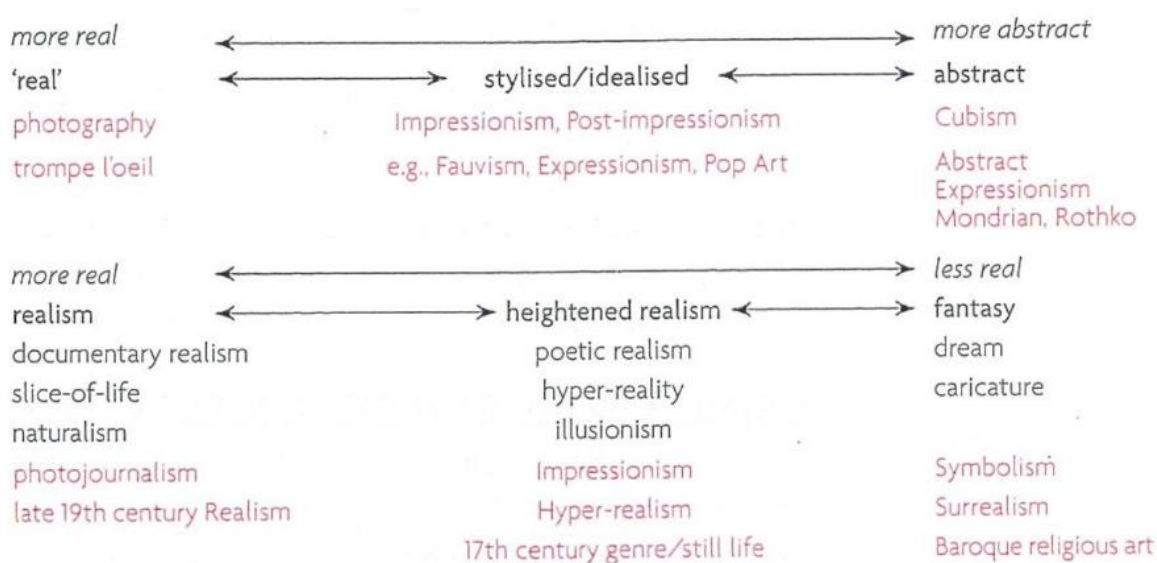 more real more abstract
'real' stylised/idealised abstract
photography Impressionism, Post-impressionism Cubism
trompe l'oeil e.g., Fauvism, Expressionism, Pop Art Abstract
Expressionism
Mondrian, Rothko
more real less real
realism heightened realism fantasy
documentary realism poetic realism dream
slice-of-life hyper-reality caricature
naturalism illusionism
photojournalism Impressionism Symbolism
late 19th century Realism Hyper-realism Surrealism
17th century genre/still life Baroque religious art